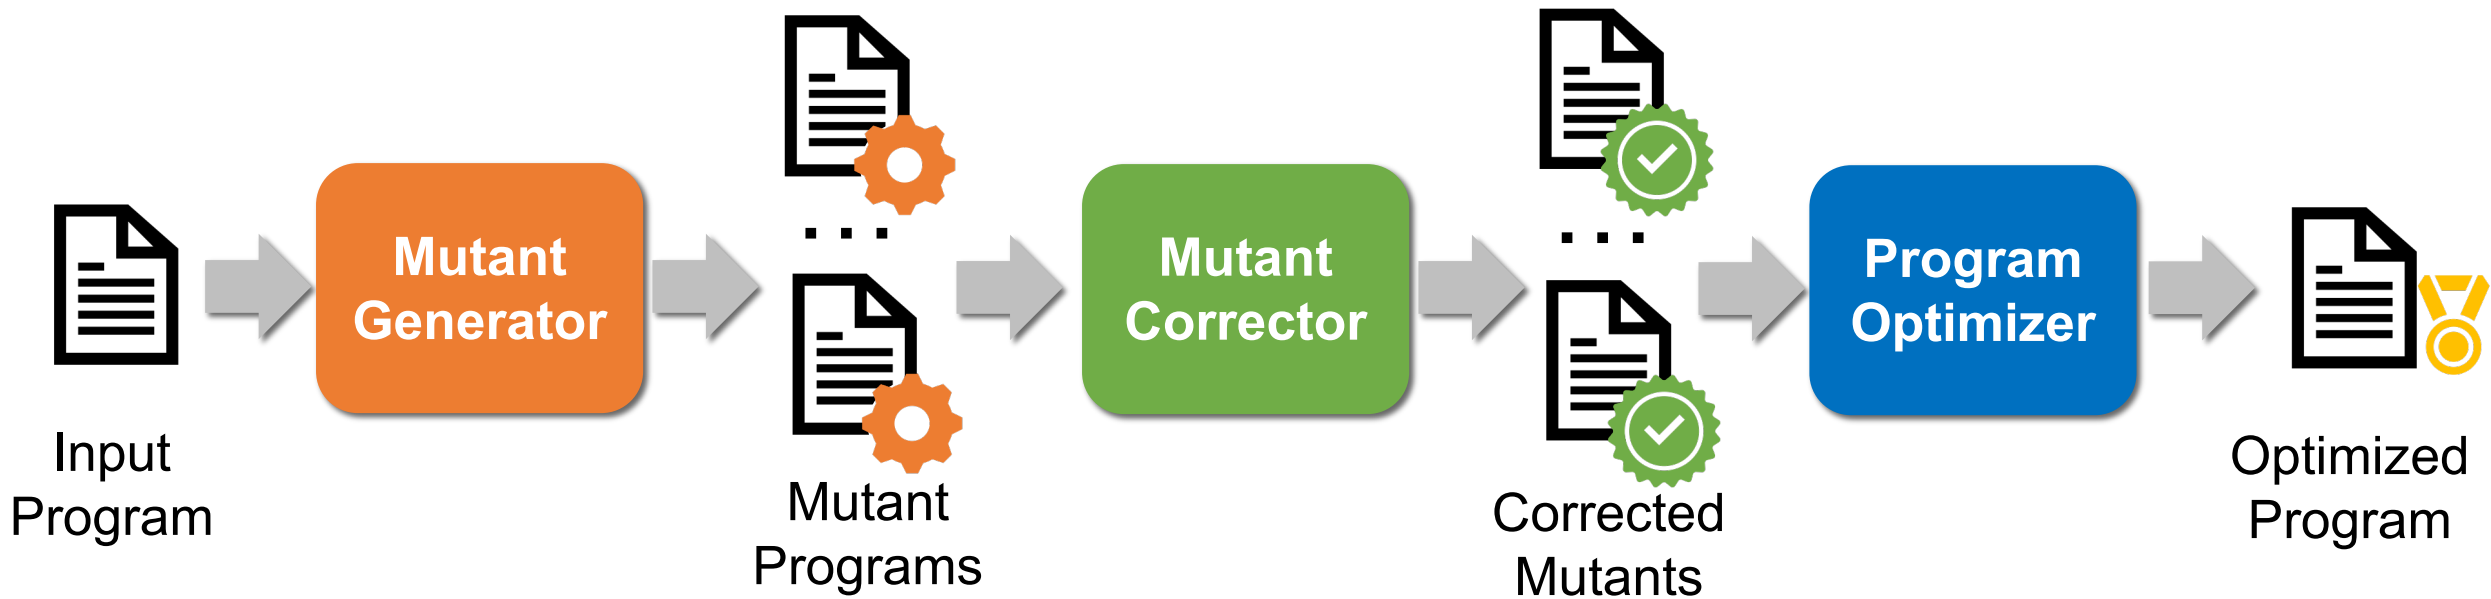 Input
Program
Mutant
Generator
Mutant
Programs
Mutant
Corrector
Corrected
Mutants
Program
Optimizer
Optimized
Program